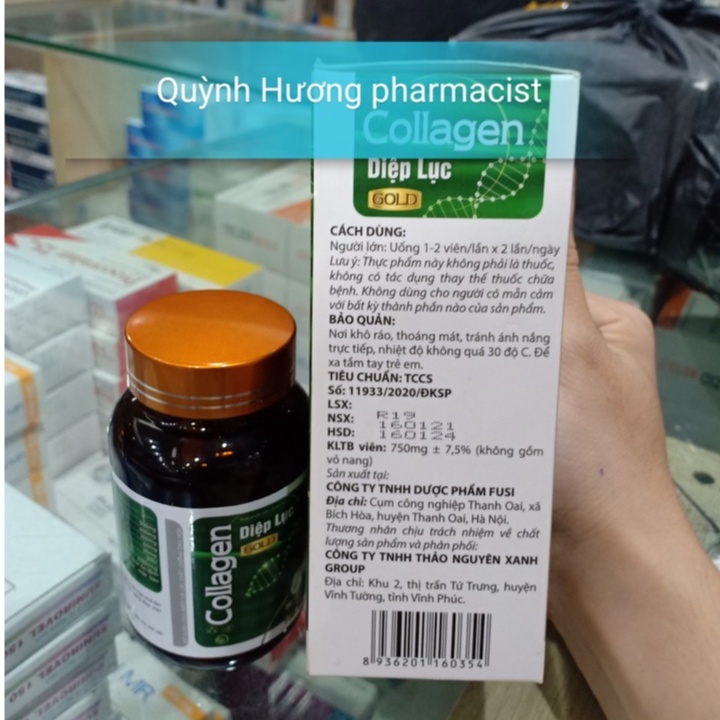 Quỳnh Hương pharmacist
Collagen
Diệp Lục
GOLD
CÁCH DÙNG:
Người lớn: Uống 1-2 viên/lần x 2 lần/ngày
Lưu ý: Thực phẩm này không phải là thuốc,
không có tác dụng thay thế thuốc chữa
bệnh. Không dùng cho người có mẫn cảm
với bất kỳ thành phần nào của sản phẩm.
BẢO QUẢN:
Nơi khô ráo, thoáng mát, tránh ánh nắng
trực tiếp, nhiệt độ không quá 30 độ C. Để
xa tầm tay trẻ em.
TIÊU CHUẨN: TCCS
Số: 11933/2020/ĐKSP
LSX: R19
NSX: 160121
HSD: 160124
KLTB viên: 750mg ± 7,5% (không gồm
vỏ nang)
Sản xuất tại:
CÔNG TY TNHH DƯỢC PHẨM FUSI
Địa chỉ: Cụm công nghiệp Thanh Oai, xã
Bích Hòa, huyện Thanh Oai, Hà Nội.
Thương nhân chịu trách nhiệm về chất
lượng sản phẩm và phân phối:
CÔNG TY TNHH THẢO NGUYÊN XANH
GROUP
Địa chỉ: Khu 2, thị trấn Tứ Trưng, huyện
Vĩnh Tường, tỉnh Vĩnh Phúc.
8 936201 160354
Collagen
Diệp Lục
GOLD
MR